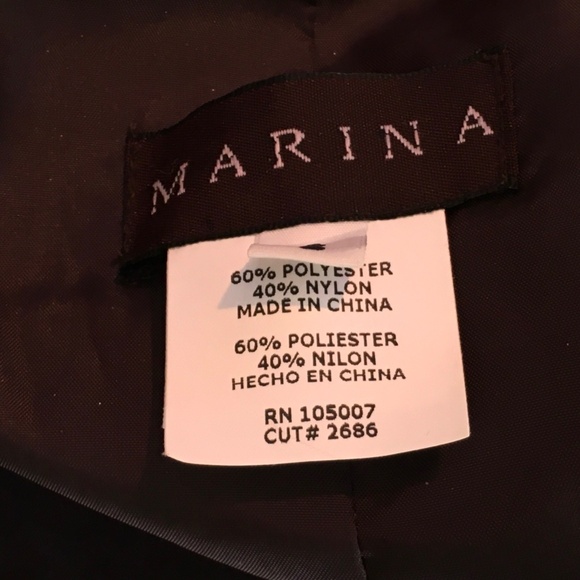 MARINA
60% POLYESTER
40% NYLON
MADE IN CHINA
60% POLIESTER
40% NILON
HECHO EN CHINA
RN 105007
CUT# 2686